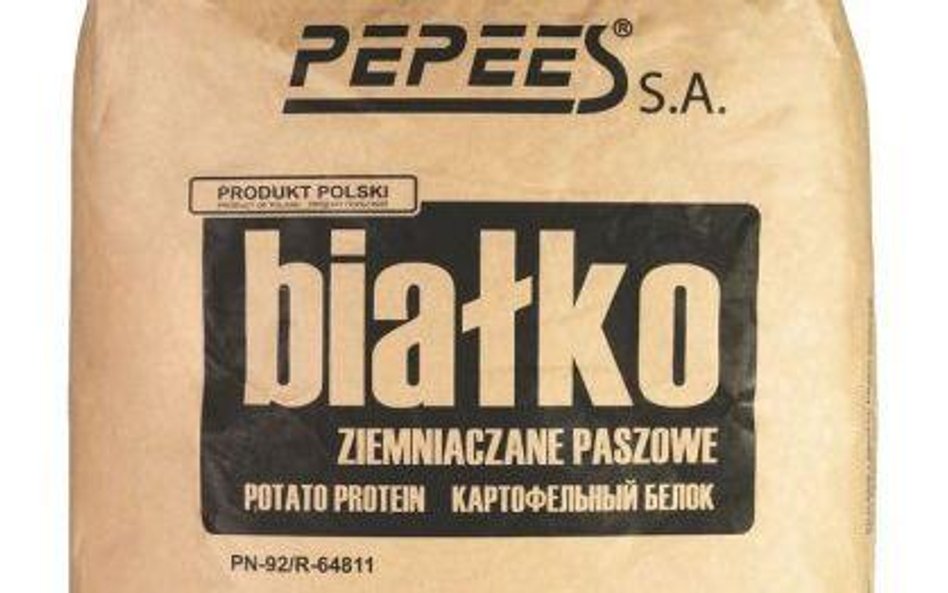 PEPEES® S.A.
PRODUKT POLSKI
białko
ZIEMNIACZANE PASZOWE
POTATO PROTEIN КАРТОФЕЛЬНЫЙ БЕЛОК
PN-92/R-64811